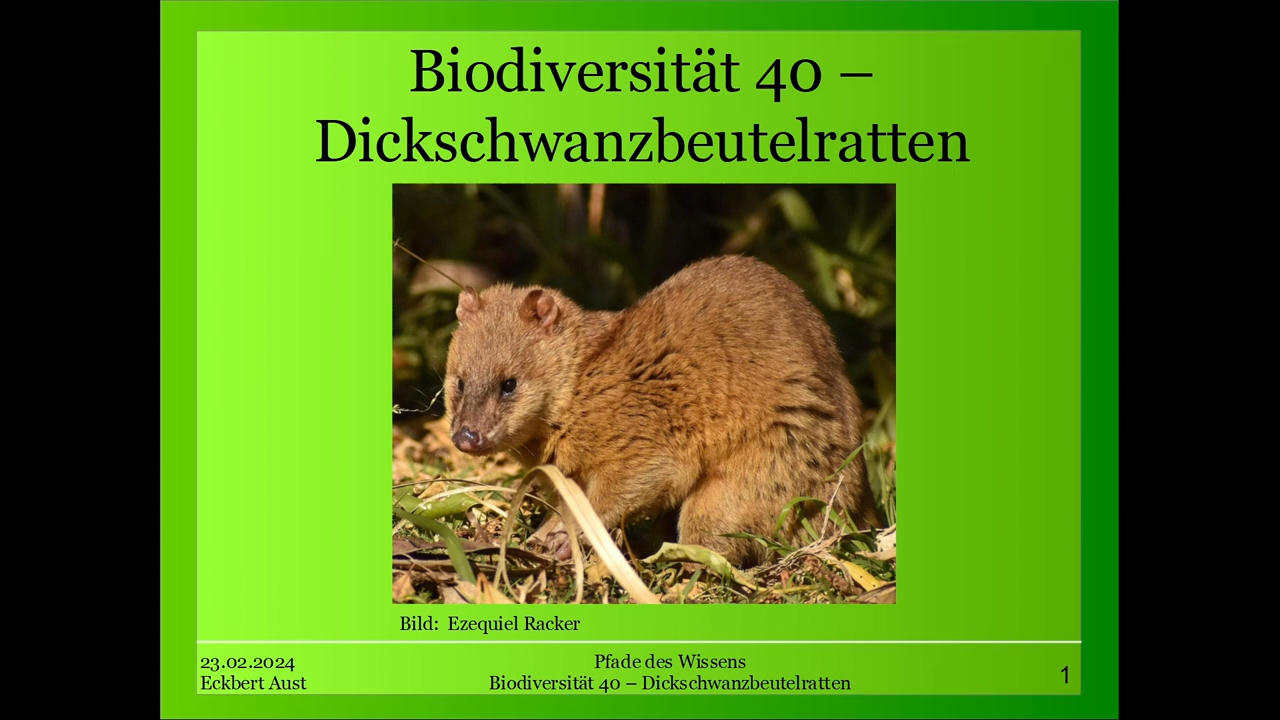 Biodiversität 40 –
Dickschwanzbeutelratten
Bild: Ezequiel Racker
23.02.2024
Eckbert Aust
Pfade des Wissens
Biodiversität 40 – Dickschwanzbeutelratten
1